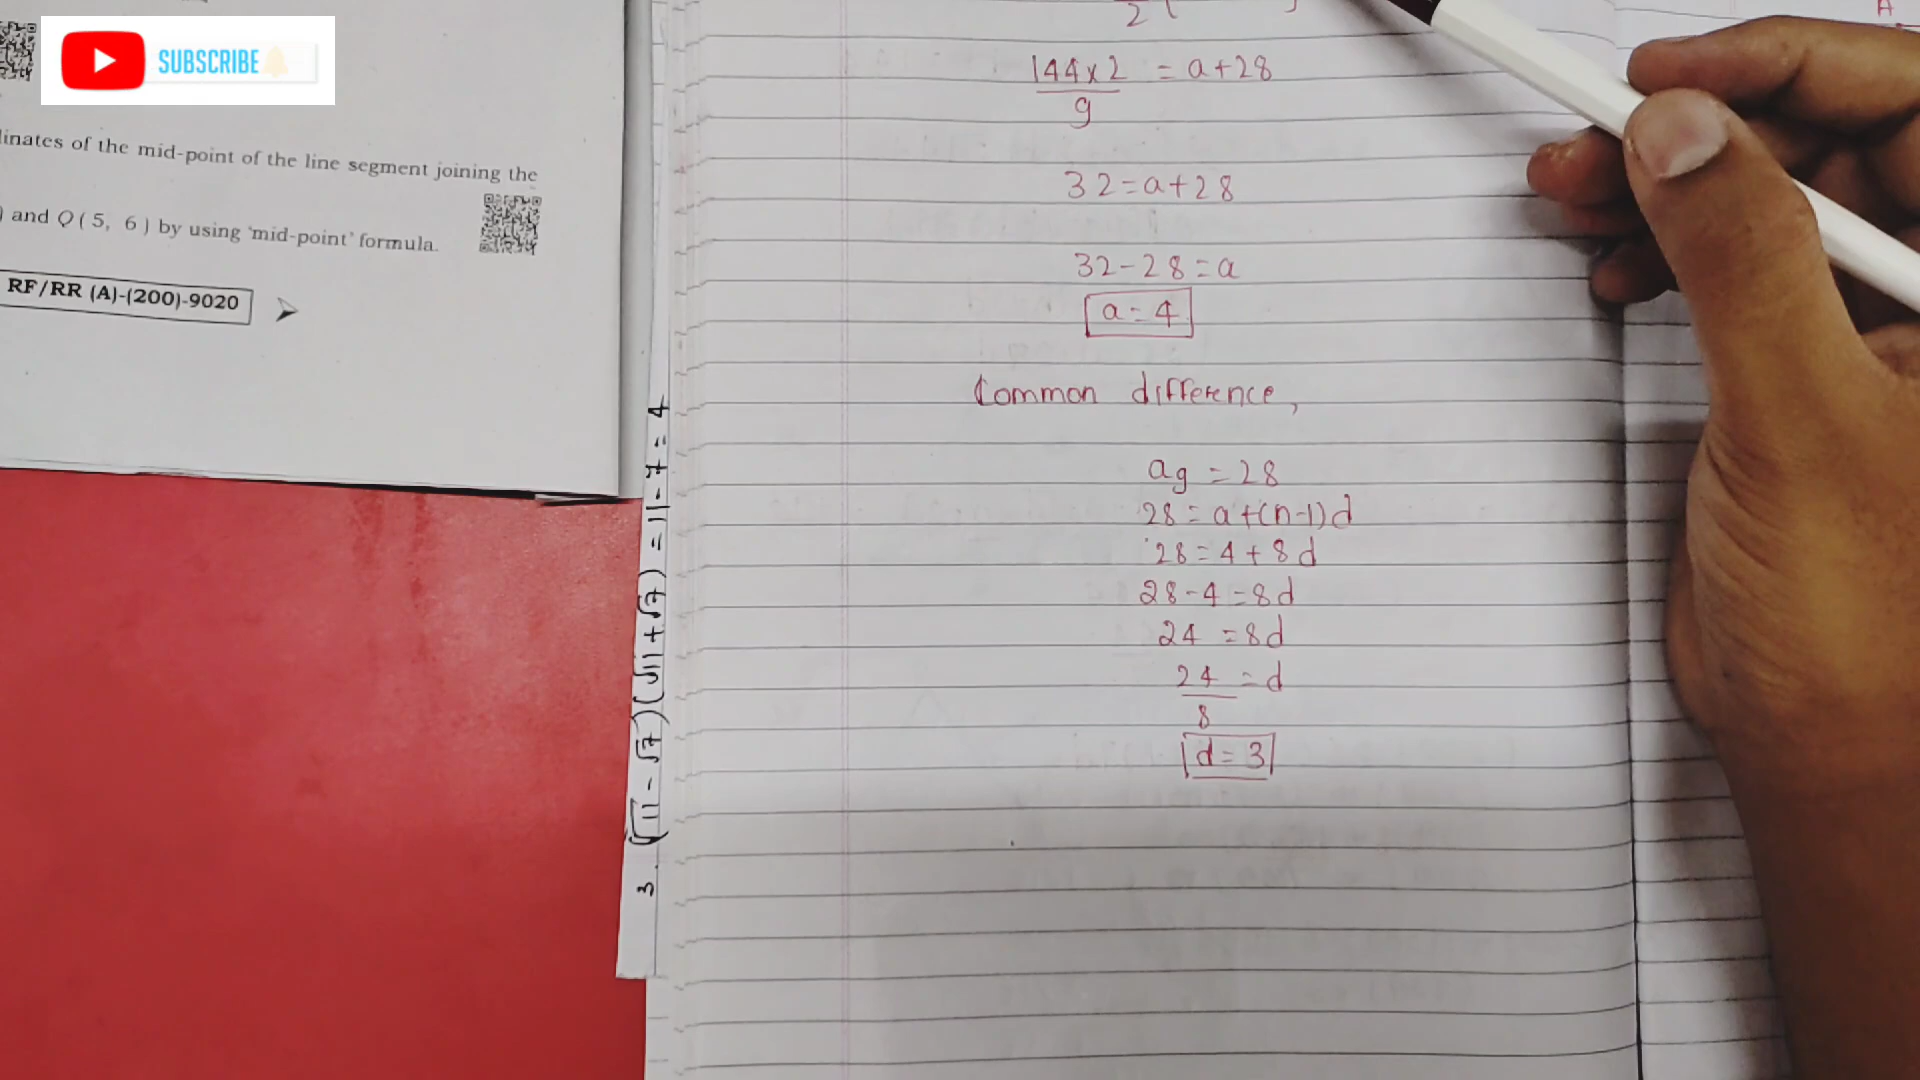 SUBSCRIBE
linates of the mid-point of the line segment joining the
) and Q ( 5, 6 ) by using 'mid-point' formula.
RF/RR (A)-(200)-9020
2 (
144x2 = a+28
9
32=a+28
32-28=a
a=4
Common difference,
a9 = 28
28 = a+(n-1)d
28=4+8d
28-4=8d
24 =8d
24 =d
8
d=3
3. (√11-√7)(√11+√7) = 11-7 = 4
A